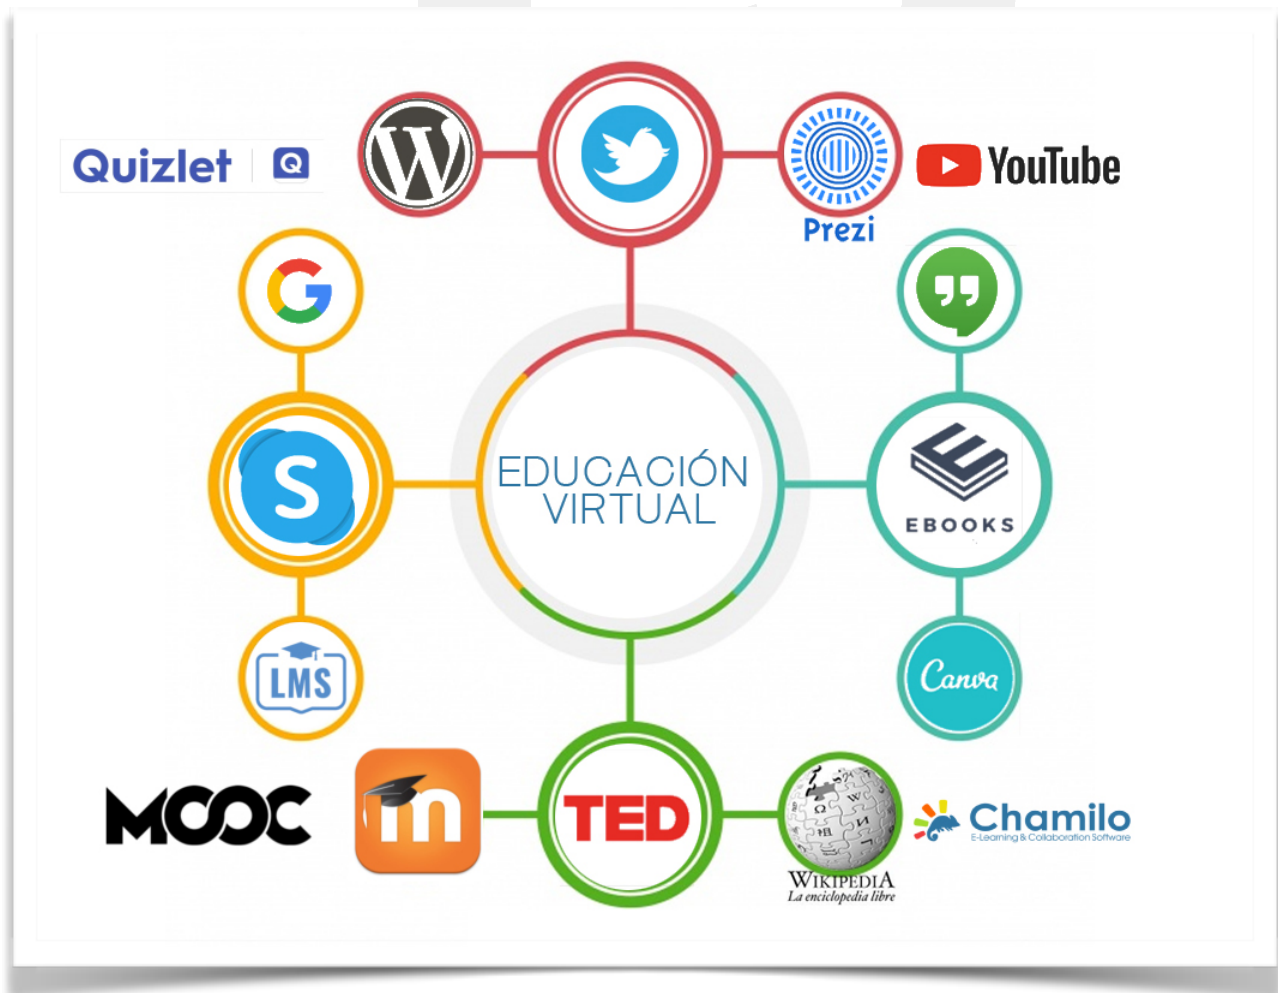 Quizlet
Q
W
Prezi
YouTube
G
S
EDUCACIÓN
VIRTUAL
EBOOKS
LMS
Canva
MOOC
m
TED
WIKIPEDIA
La enciclopedia libre
Chamilo
E-Learning & Collaboration Software